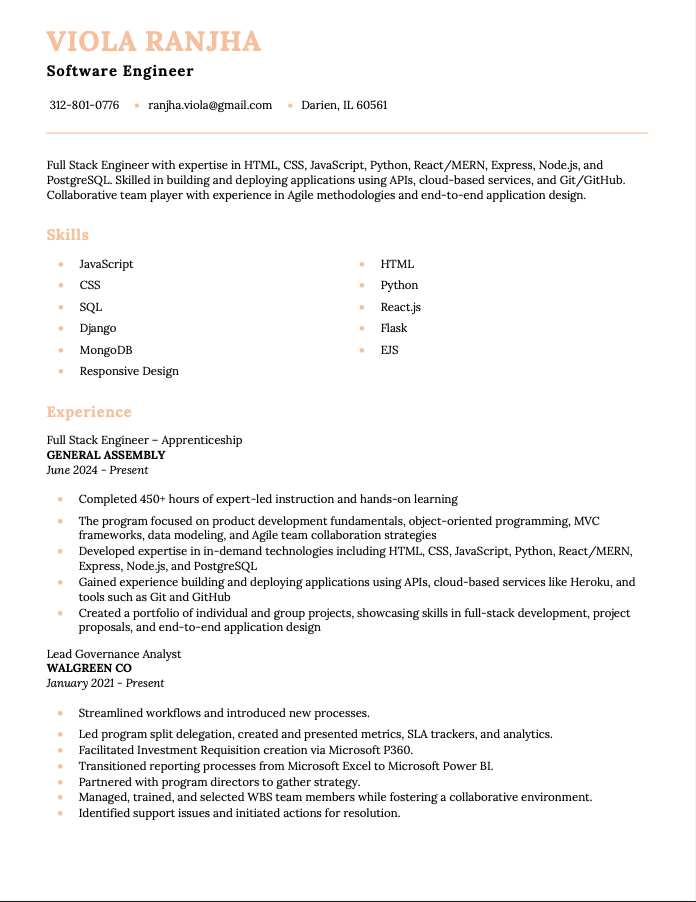 VIOLA RANJHA
Software Engineer
312-801-0776 • ranjha.viola@gmail.com • Darien, IL 60561
Full Stack Engineer with expertise in HTML, CSS, JavaScript, Python, React/MERN, Express, Node.js, and
PostgreSQL. Skilled in building and deploying applications using APIs, cloud-based services, and Git/GitHub.
Collaborative team player with experience in Agile methodologies and end-to-end application design.
Skills
• JavaScript
• CSS
• SQL
• Django
• MongoDB
• Responsive Design
• HTML
• Python
• React.js
• Flask
• EJS
Experience
Full Stack Engineer – Apprenticeship
GENERAL ASSEMBLY
June 2024 - Present
• Completed 450+ hours of expert-led instruction and hands-on learning
• The program focused on product development fundamentals, object-oriented programming, MVC
frameworks, data modeling, and Agile team collaboration strategies
• Developed expertise in in-demand technologies including HTML, CSS, JavaScript, Python, React/MERN,
Express, Node.js, and PostgreSQL
• Gained experience building and deploying applications using APIs, cloud-based services like Heroku, and
tools such as Git and GitHub
• Created a portfolio of individual and group projects, showcasing skills in full-stack development, project
proposals, and end-to-end application design
Lead Governance Analyst
WALGREEN CO
January 2021 - Present
• Streamlined workflows and introduced new processes.
• Led program split delegation, created and presented metrics, SLA trackers, and analytics.
• Facilitated Investment Requisition creation via Microsoft P360.
• Transitioned reporting processes from Microsoft Excel to Microsoft Power BI.
• Partnered with program directors to gather strategy.
• Managed, trained, and selected WBS team members while fostering a collaborative environment.
• Identified support issues and initiated actions for resolution.